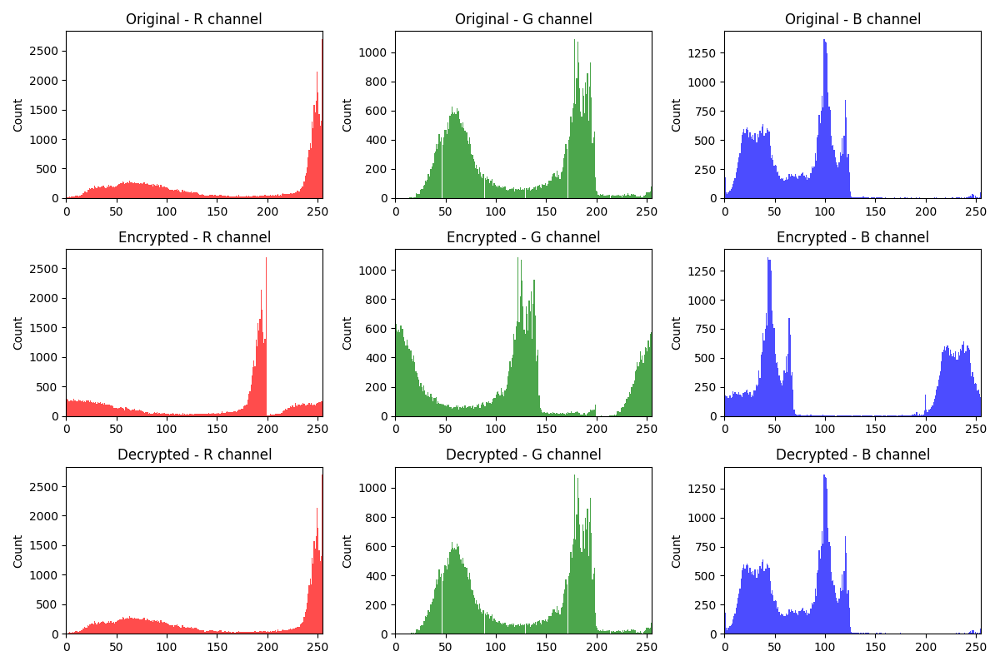 Original - R channel
Original - G channel
Original - B channel
Count
2500
2000
1500
1000
500
0
0 50 100 150 200 250
Count
1000
800
600
400
200
0
0 50 100 150 200 250
Count
1250
1000
750
500
250
0
0 50 100 150 200 250
Encrypted - R channel
Encrypted - G channel
Encrypted - B channel
Count
2500
2000
1500
1000
500
0
0 50 100 150 200 250
Count
1000
800
600
400
200
0
0 50 100 150 200 250
Count
1250
1000
750
500
250
0
0 50 100 150 200 250
Decrypted - R channel
Decrypted - G channel
Decrypted - B channel
Count
2500
2000
1500
1000
500
0
0 50 100 150 200 250
Count
1000
800
600
400
200
0
0 50 100 150 200 250
Count
1250
1000
750
500
250
0
0 50 100 150 200 250